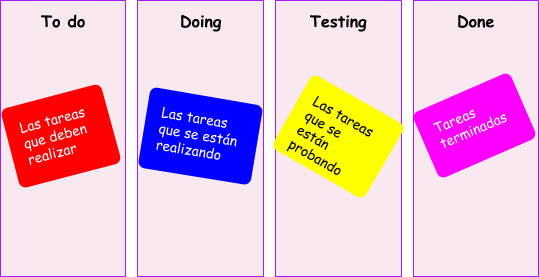 To do
Las tareas
que deben
realizar
Doing
Las tareas
que se están
realizando
Testing
Las tareas
que se
están
probando
Done
Tareas
terminadas